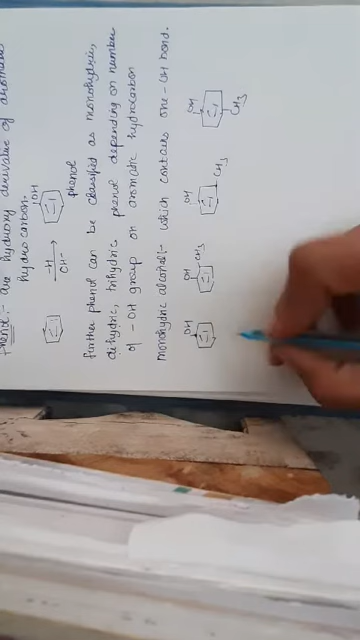 phenol:- are hydroxy derivative of aromatic
hydrocarbon.
-H
OH-
OH
phenol
further phenol can be classified as monohydric,
dihydric, trihydric phenol depending on number
of -OH group on aromatic hydrocarbon
monohydric alcohol:- which contains one -OH bond.
OH OH CH3 OH CH3 OH CH3